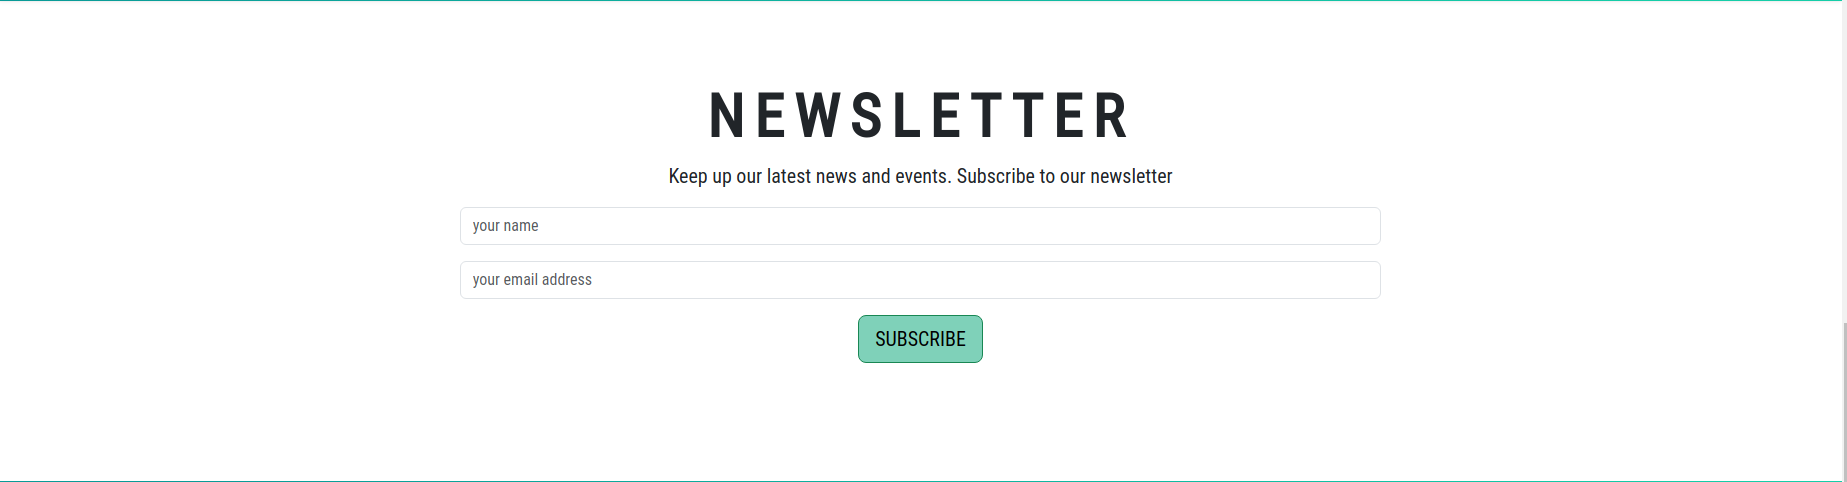 NEWSLETTER
Keep up our latest news and events. Subscribe to our newsletter
your name
your email address
SUBSCRIBE